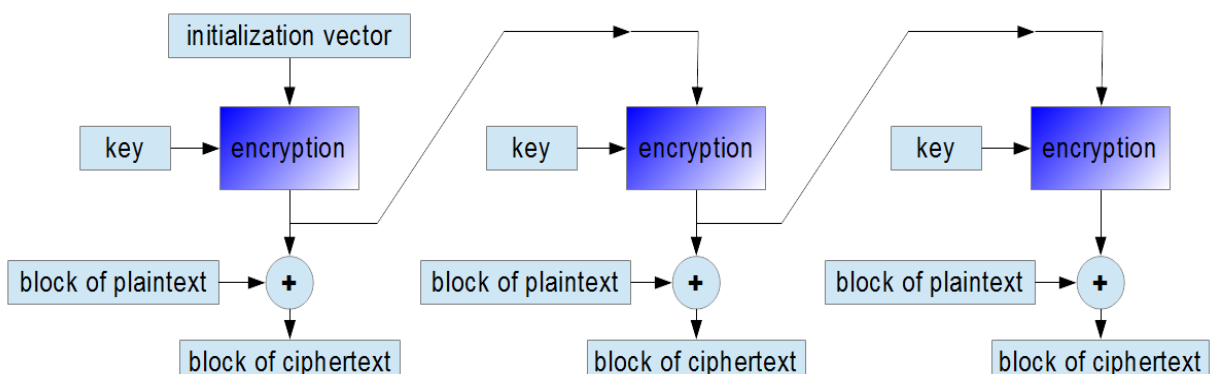 initialization vector
key
encryption
key
encryption
key
encryption
block of plaintext
+
block of plaintext
+
block of plaintext
+
block of ciphertext
block of ciphertext
block of ciphertext